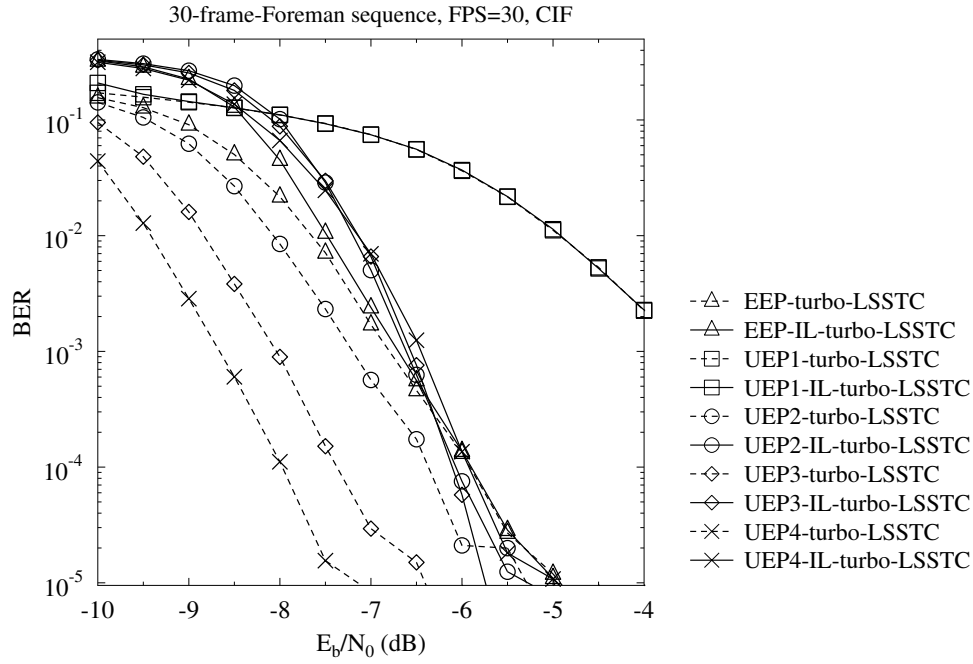 30-frame-Foreman sequence, FPS=30, CIF
BER
10^-1
10^-2
10^-3
10^-4
10^-5
-10 -9 -8 -7 -6 -5 -4
E_b/N_0 (dB)
EEP-turbo-LSSTC
EEP-IL-turbo-LSSTC
UEP1-turbo-LSSTC
UEP1-IL-turbo-LSSTC
UEP2-turbo-LSSTC
UEP2-IL-turbo-LSSTC
UEP3-turbo-LSSTC
UEP3-IL-turbo-LSSTC
UEP4-turbo-LSSTC
UEP4-IL-turbo-LSSTC